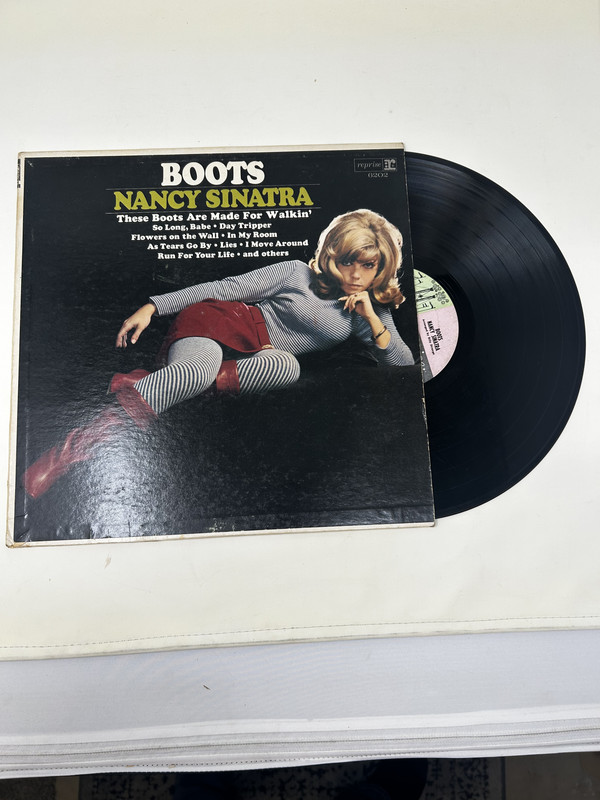 BOOTS
NANCY SINATRA
These Boots Are Made For Walkin'
So Long, Babe • Day Tripper
Flowers on the Wall • In My Room
As Tears Go By • Lies • I Move Around
Run For Your Life • and others
reprise
6202
BOOTS
NANCY SINATRA